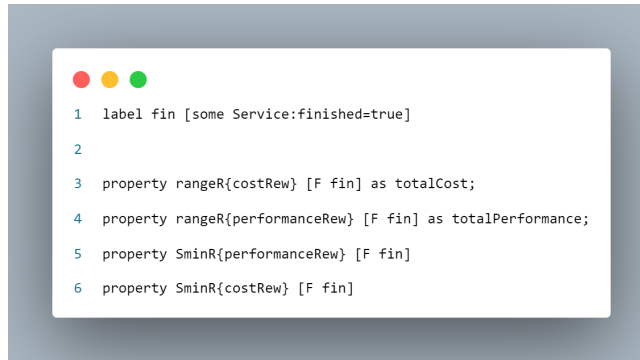 1 label fin [some Service:finished=true]
2
3 property rangeR{costRew} [F fin] as totalCost;
4 property rangeR{performanceRew} [F fin] as totalPerformance;
5 property SminR{performanceRew} [F fin]
6 property SminR{costRew} [F fin]